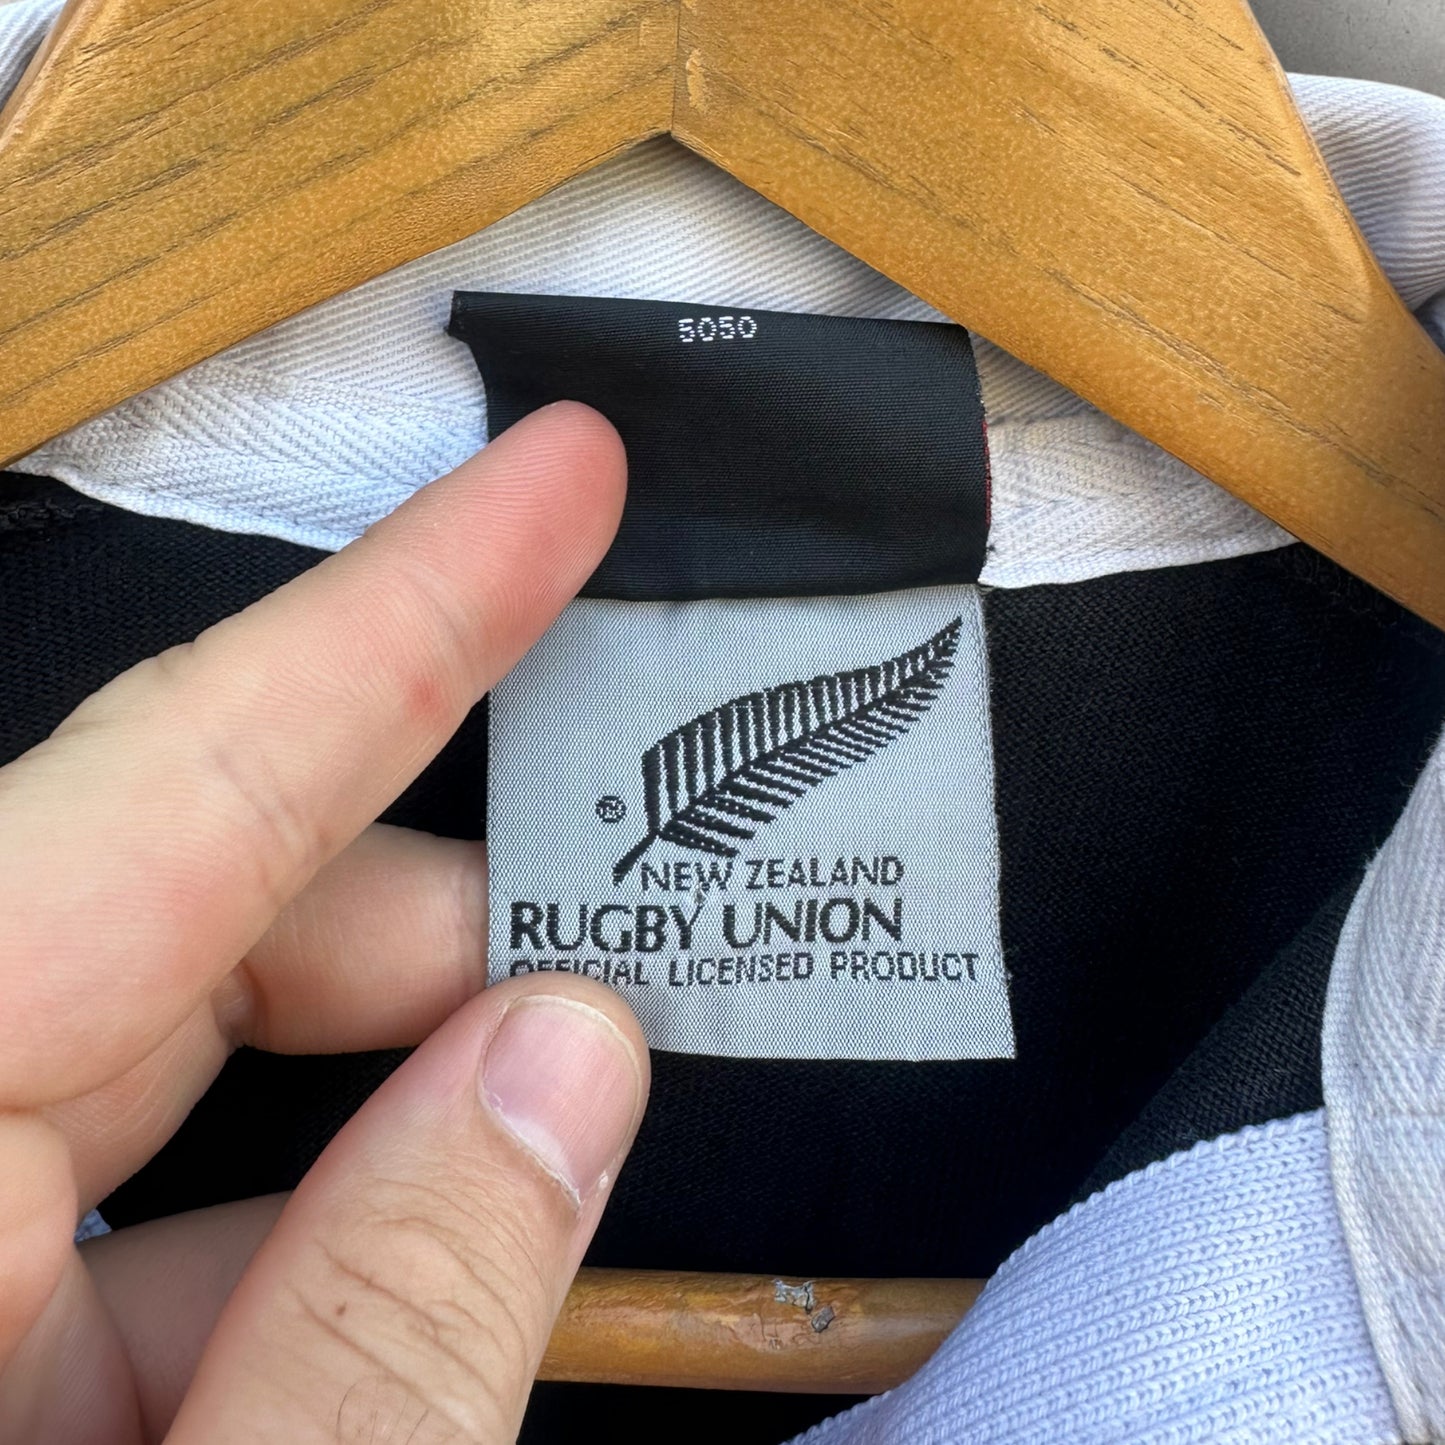 5050
®
NEW ZEALAND
RUGBY UNION
OFFICIAL LICENSED PRODUCT